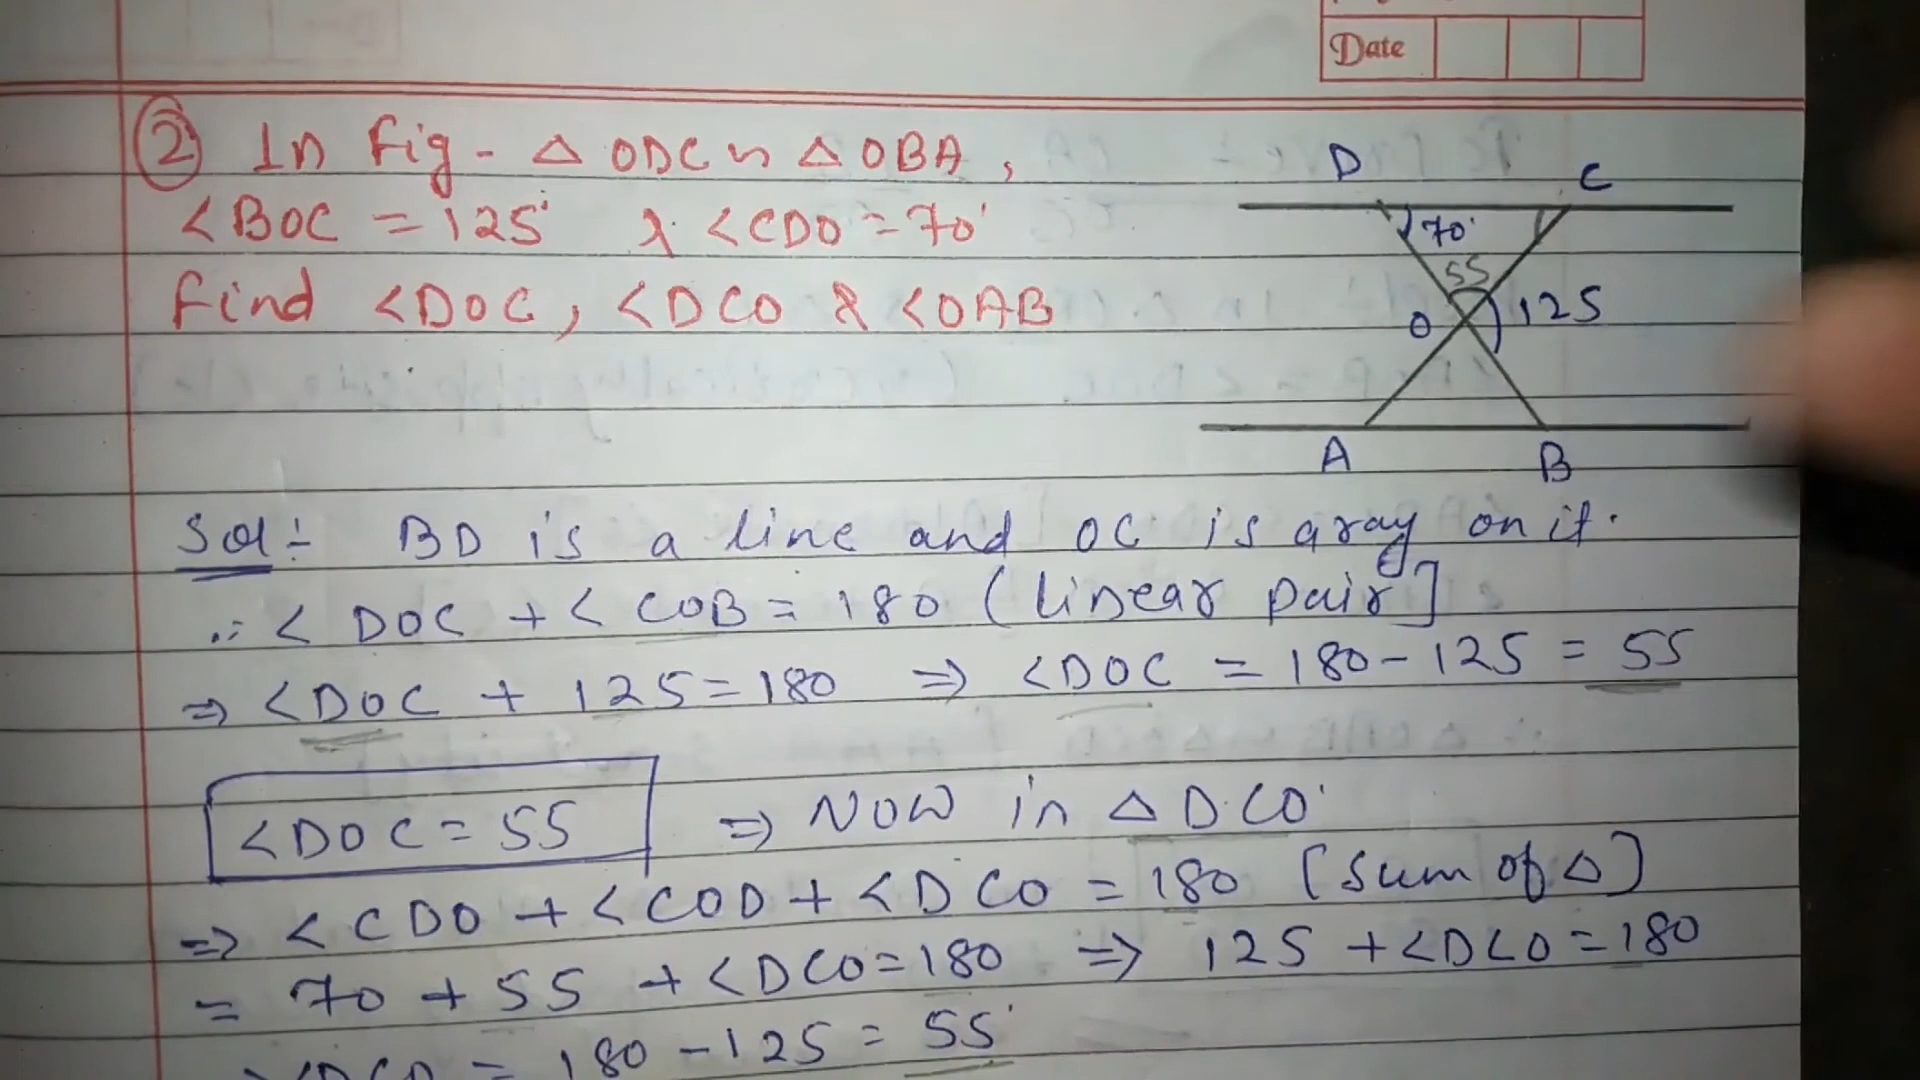 Date
② In fig - △ ODC ∽ △ OBA,
<BOC = 125° & <CDO = 70°
Find <DOC, <DCO & <OAB
D
C
70°
55
O
125
A
B
Sol:- BD is a line and OC is a ray on it.
∴ < DOC + < COB = 180 (linear pair]
⇒ <DOC + 125 = 180 ⇒ <DOC = 180 - 125 = 55
<DOC = 55 ⇒ NOW in △ DCO
⇒ <CDO + <COD + <DCO = 180 [Sum of △]
= 70 + 55 + <DCO = 180 ⇒ 125 + <DCO = 180
<DCO = 180 - 125 = 55°